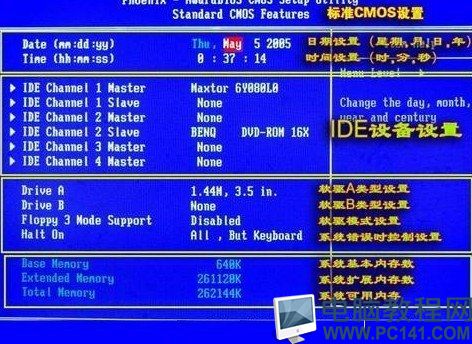 Phoenix - AwardBIOS CMOS Setup Utility
Standard CMOS Features 标准CMOS设置
Date (mm:dd:yy) Thu, May 5 2005 日期设置 (星期,月,日,年)
Time (hh:mm:ss) 0 : 37 : 14 时间设置 (时,分,秒)
Menu Level
IDE Channel 1 Master Maxtor 6Y080L0
IDE Channel 1 Slave None Change the day, month,
IDE Channel 2 Master None year and century
IDE Channel 2 Slave BENQ DVD-ROM 16X IDE设备设置
IDE Channel 3 Master None
IDE Channel 4 Master None
Drive A 1.44M, 3.5 in. 软驱A类型设置
Drive B None 软驱B类型设置
Floppy 3 Mode Support Disabled 软驱模式设置
Halt On All , But Keyboard 系统错误时控制设置
Base Memory 640K 系统基本内存数
Extended Memory 261120K 系统扩展内存数
Total Memory 262144K 系统可用内存
电脑教程网
WWW.PC141.COM